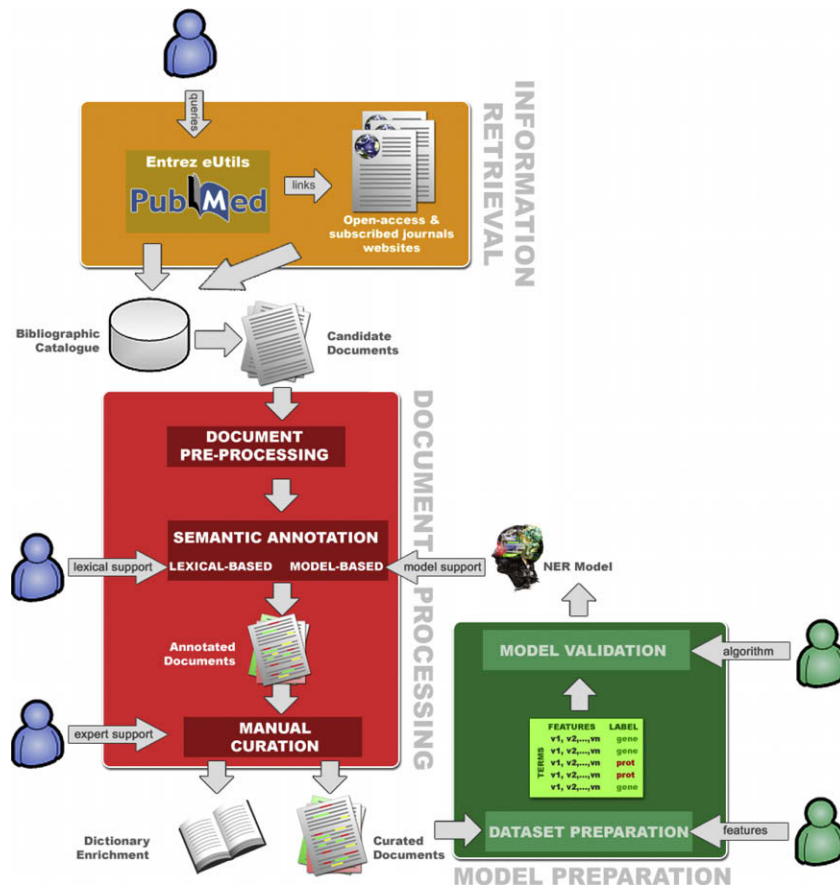 queries
INFORMATION
RETRIEVAL
Entrez eUtils
PubMed
links
Open-access &
subscribed journals
websites
Bibliographic
Catalogue
Candidate
Documents
DOCUMENT PROCESSING
DOCUMENT
PRE-PROCESSING
SEMANTIC ANNOTATION
lexical support
LEXICAL-BASED
MODEL-BASED
model support
NER Model
Annotated
Documents
MODEL VALIDATION
algorithm
expert support
MANUAL
CURATION
FEATURES LABEL
TERMS
v1, v2,...,vn gene
v1, v2,...,vn gene
v1, v2,...,vn prot
v1, v2,...,vn prot
v1, v2,...,vn gene
Dictionary
Enrichment
Curated
Documents
DATASET PREPARATION
features
MODEL PREPARATION